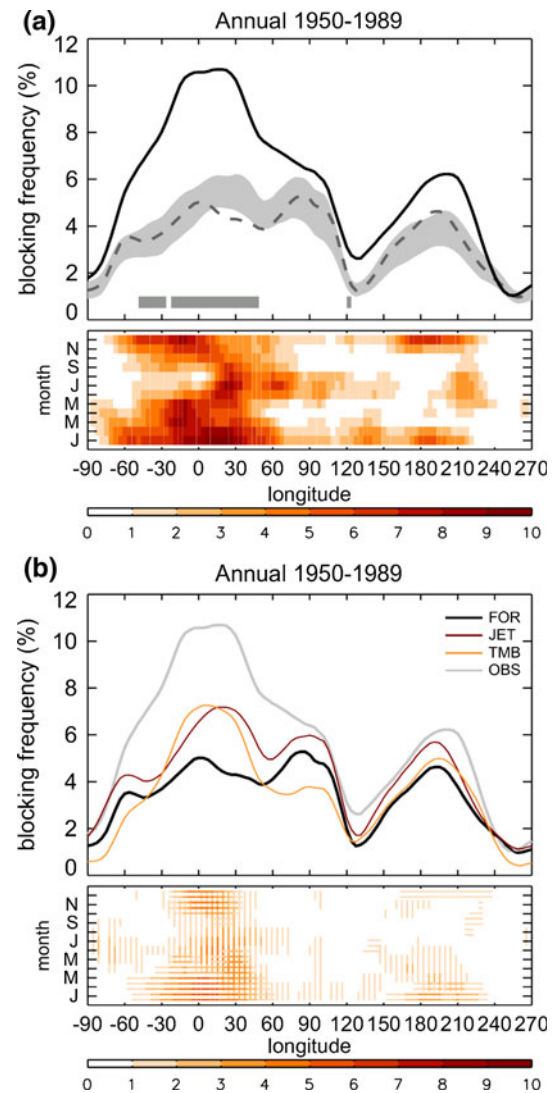 (a)
Annual 1950-1989
blocking frequency (%)
12
10
8
6
4
2
0
month
N
S
J
M
M
J
-90 -60 -30 0 30 60 90 120 150 180 210 240 270
longitude
0 1 2 3 4 5 6 7 8 9 10
(b)
Annual 1950-1989
blocking frequency (%)
12
10
8
6
4
2
0
FOR
JET
TMB
OBS
month
N
S
J
M
M
J
-90 -60 -30 0 30 60 90 120 150 180 210 240 270
longitude
0 1 2 3 4 5 6 7 8 9 10